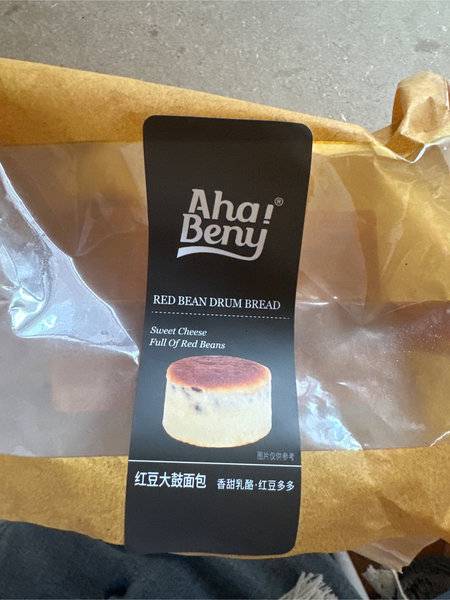 Aha!®
Beny
RED BEAN DRUM BREAD
Sweet Cheese
Full Of Red Beans
图片仅供参考
红豆大鼓面包 香甜乳酪·红豆多多